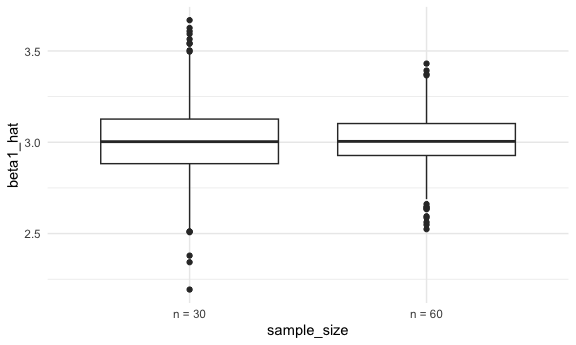 3.5
3.0
2.5
beta1_hat
n = 30
n = 60
sample_size